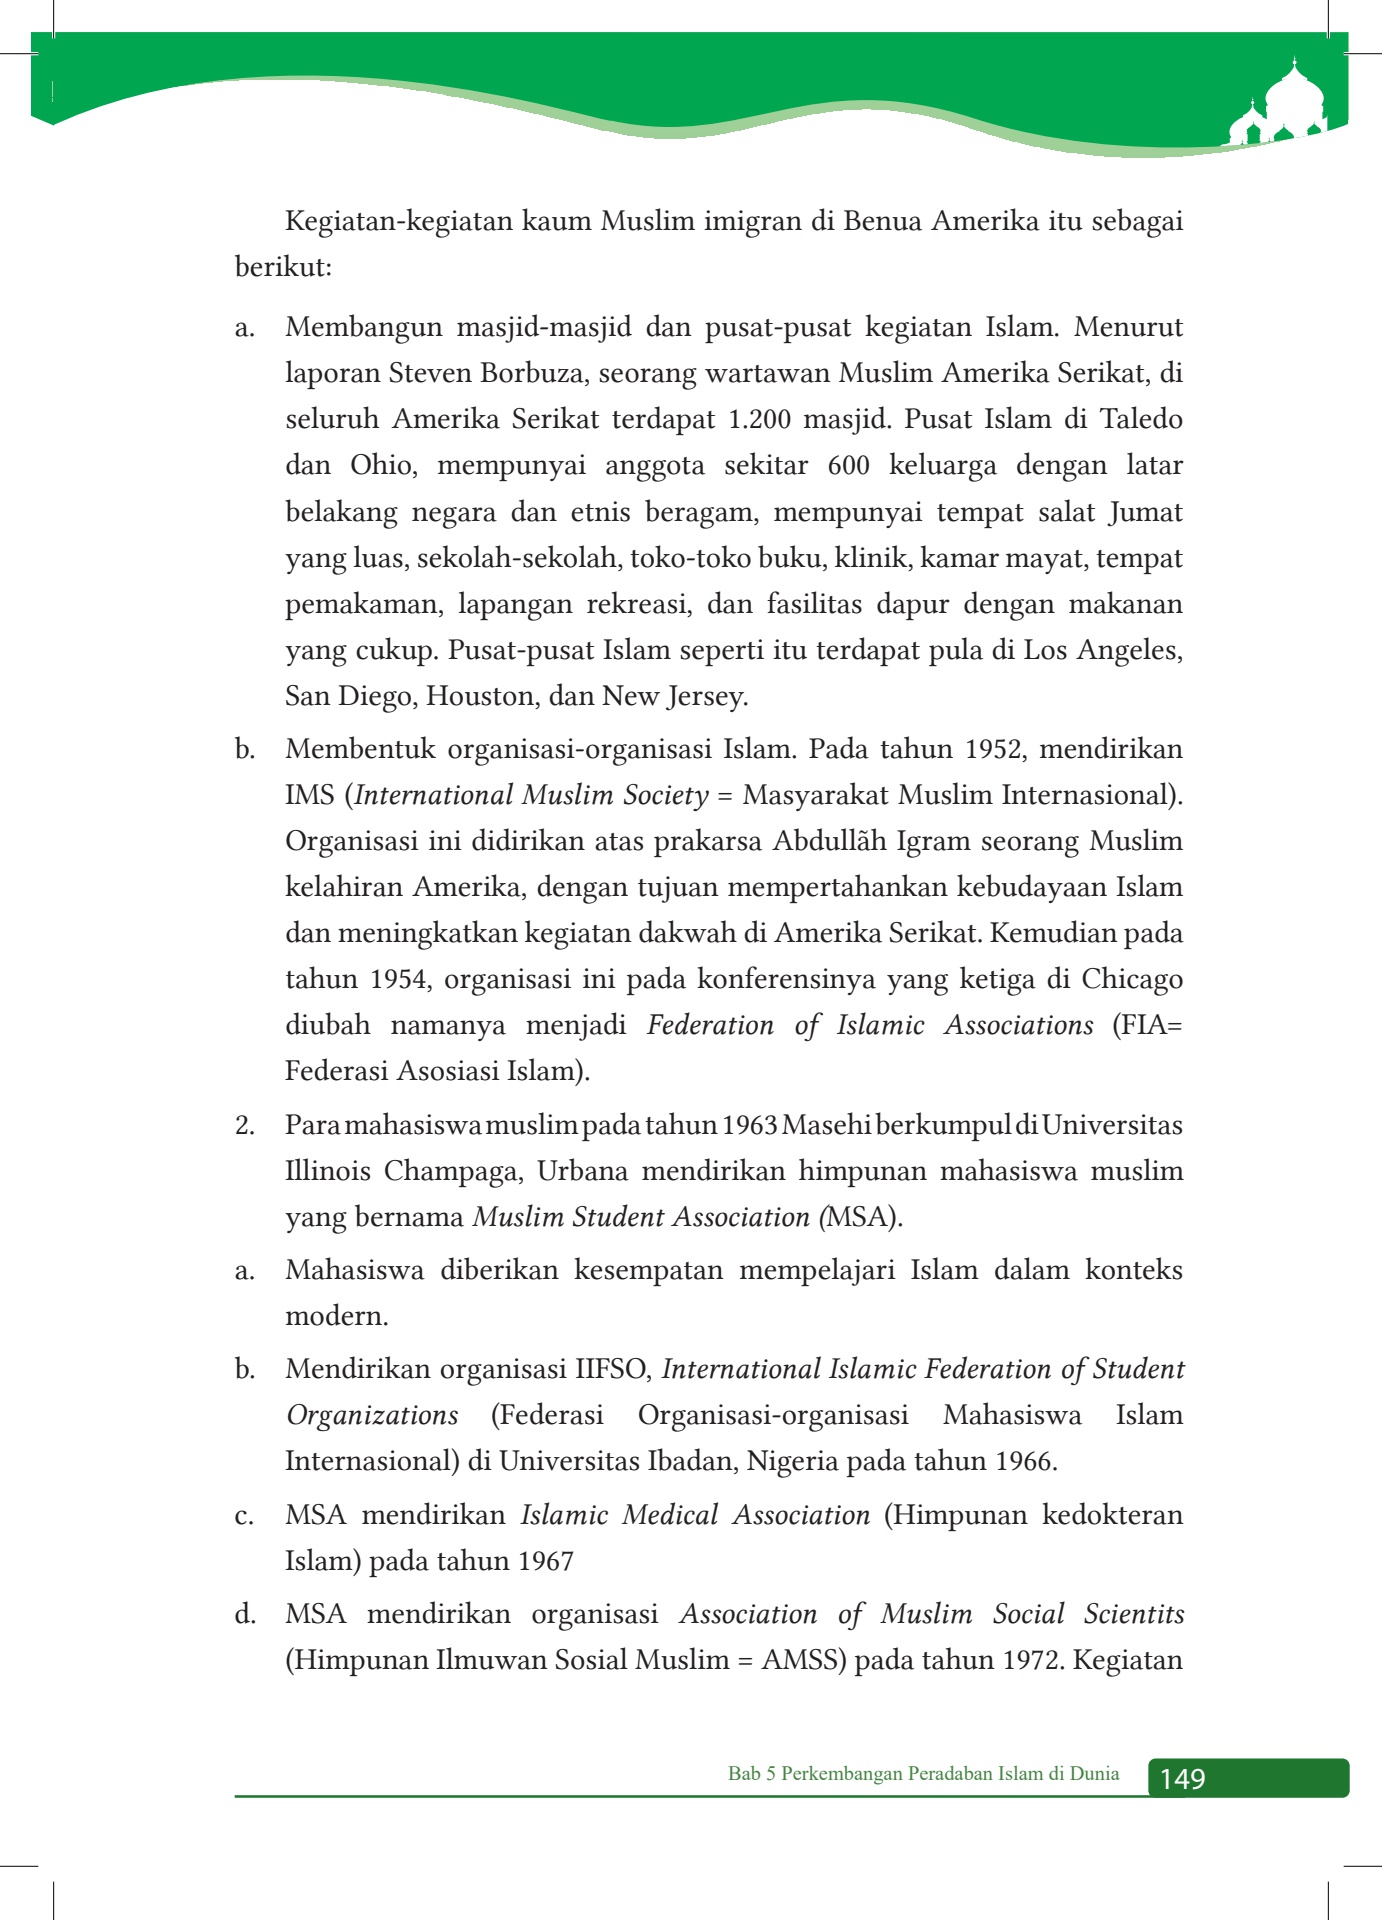 Kegiatan-kegiatan kaum Muslim imigran di Benua Amerika itu sebagai
berikut:
a. Membangun masjid-masjid dan pusat-pusat kegiatan Islam. Menurut
laporan Steven Borbuza, seorang wartawan Muslim Amerika Serikat, di
seluruh Amerika Serikat terdapat 1.200 masjid. Pusat Islam di Taledo
dan Ohio, mempunyai anggota sekitar 600 keluarga dengan latar
belakang negara dan etnis beragam, mempunyai tempat salat Jumat
yang luas, sekolah-sekolah, toko-toko buku, klinik, kamar mayat, tempat
pemakaman, lapangan rekreasi, dan fasilitas dapur dengan makanan
yang cukup. Pusat-pusat Islam seperti itu terdapat pula di Los Angeles,
San Diego, Houston, dan New Jersey.
b. Membentuk organisasi-organisasi Islam. Pada tahun 1952, mendirikan
IMS (International Muslim Society = Masyarakat Muslim Internasional).
Organisasi ini didirikan atas prakarsa Abdullãh Igram seorang Muslim
kelahiran Amerika, dengan tujuan mempertahankan kebudayaan Islam
dan meningkatkan kegiatan dakwah di Amerika Serikat. Kemudian pada
tahun 1954, organisasi ini pada konferensinya yang ketiga di Chicago
diubah namanya menjadi Federation of Islamic Associations (FIA=
Federasi Asosiasi Islam).
2. Para mahasiswa muslim pada tahun 1963 Masehi berkumpul di Universitas
Illinois Champaga, Urbana mendirikan himpunan mahasiswa muslim
yang bernama Muslim Student Association (MSA).
a. Mahasiswa diberikan kesempatan mempelajari Islam dalam konteks
modern.
b. Mendirikan organisasi IIFSO, International Islamic Federation of Student
Organizations (Federasi Organisasi-organisasi Mahasiswa Islam
Internasional) di Universitas Ibadan, Nigeria pada tahun 1966.
c. MSA mendirikan Islamic Medical Association (Himpunan kedokteran
Islam) pada tahun 1967
d. MSA mendirikan organisasi Association of Muslim Social Scientits
(Himpunan Ilmuwan Sosial Muslim = AMSS) pada tahun 1972. Kegiatan
Bab 5 Perkembangan Peradaban Islam di Dunia 149